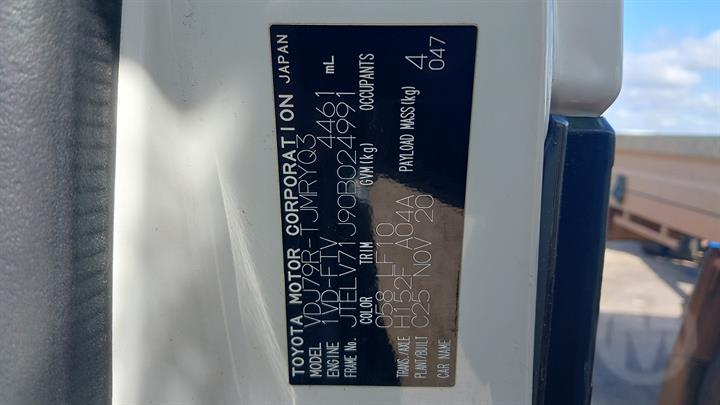 TOYOTA MOTOR CORPORATION JAPAN
MODEL VDJ79R-TJMRYQ3
ENGINE 1VD-FTV 4461 mL
FRAME No. JTELV71J90B024991
COLOR TRIM GVM(kg) OCCUPANTS
058 LF10 4
TRANS./AXLE H152F A04A PAYLOAD MASS(kg) 047
PLANT/BUILT C25 NOV 20
CAR NAME